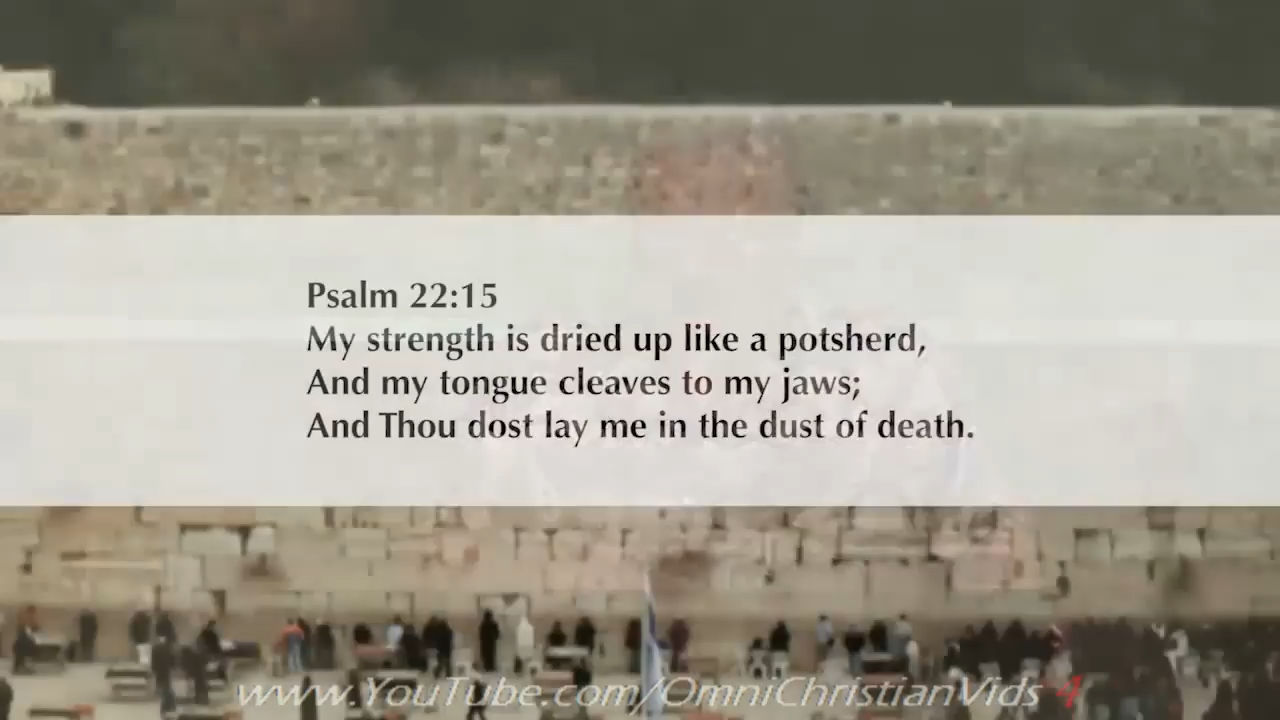 Psalm 22:15
My strength is dried up like a potsherd,
And my tongue cleaves to my jaws;
And Thou dost lay me in the dust of death.
www.YouTube.com/OmniChristianVids 4